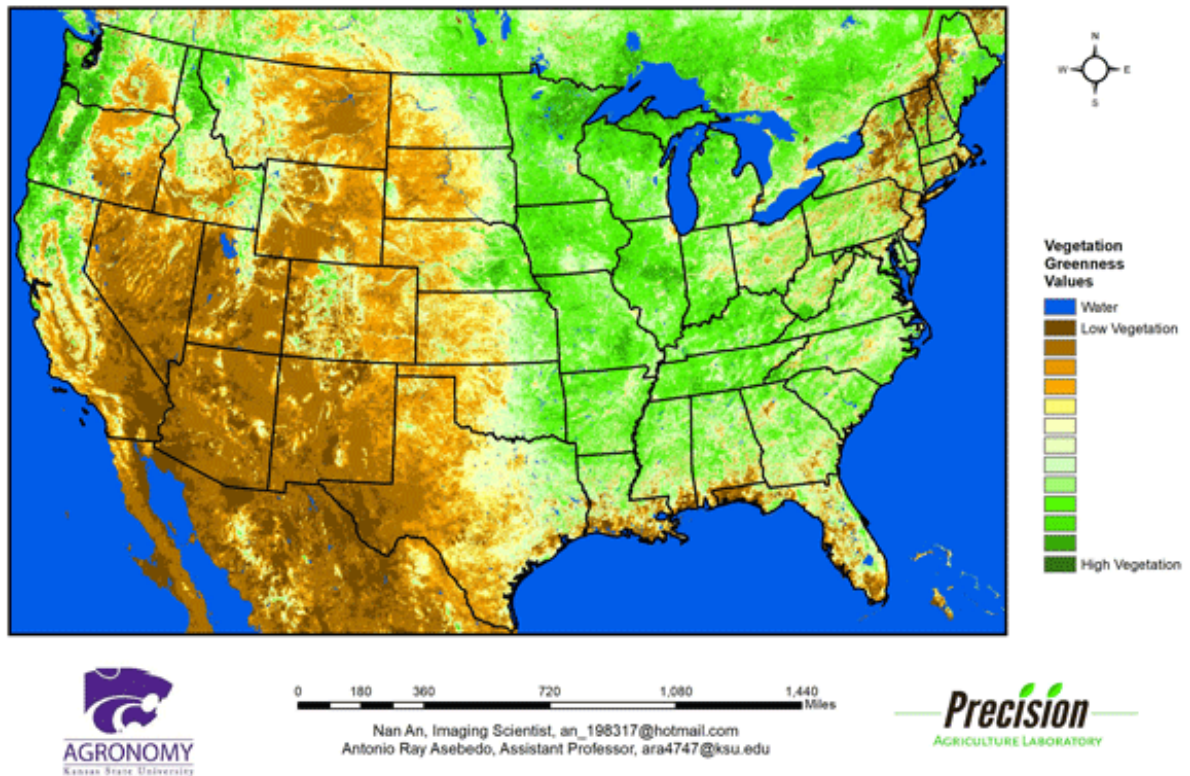 N
W E
S
Vegetation
Greenness
Values
Water
Low Vegetation
High Vegetation
0 180 360 720 1,080 1,440
Miles
Nan An, Imaging Scientist, an_198317@hotmail.com
Antonio Ray Asebedo, Assistant Professor, ara4747@ksu.edu
AGRONOMY
Kansas State University
Precision
AGRICULTURE LABORATORY